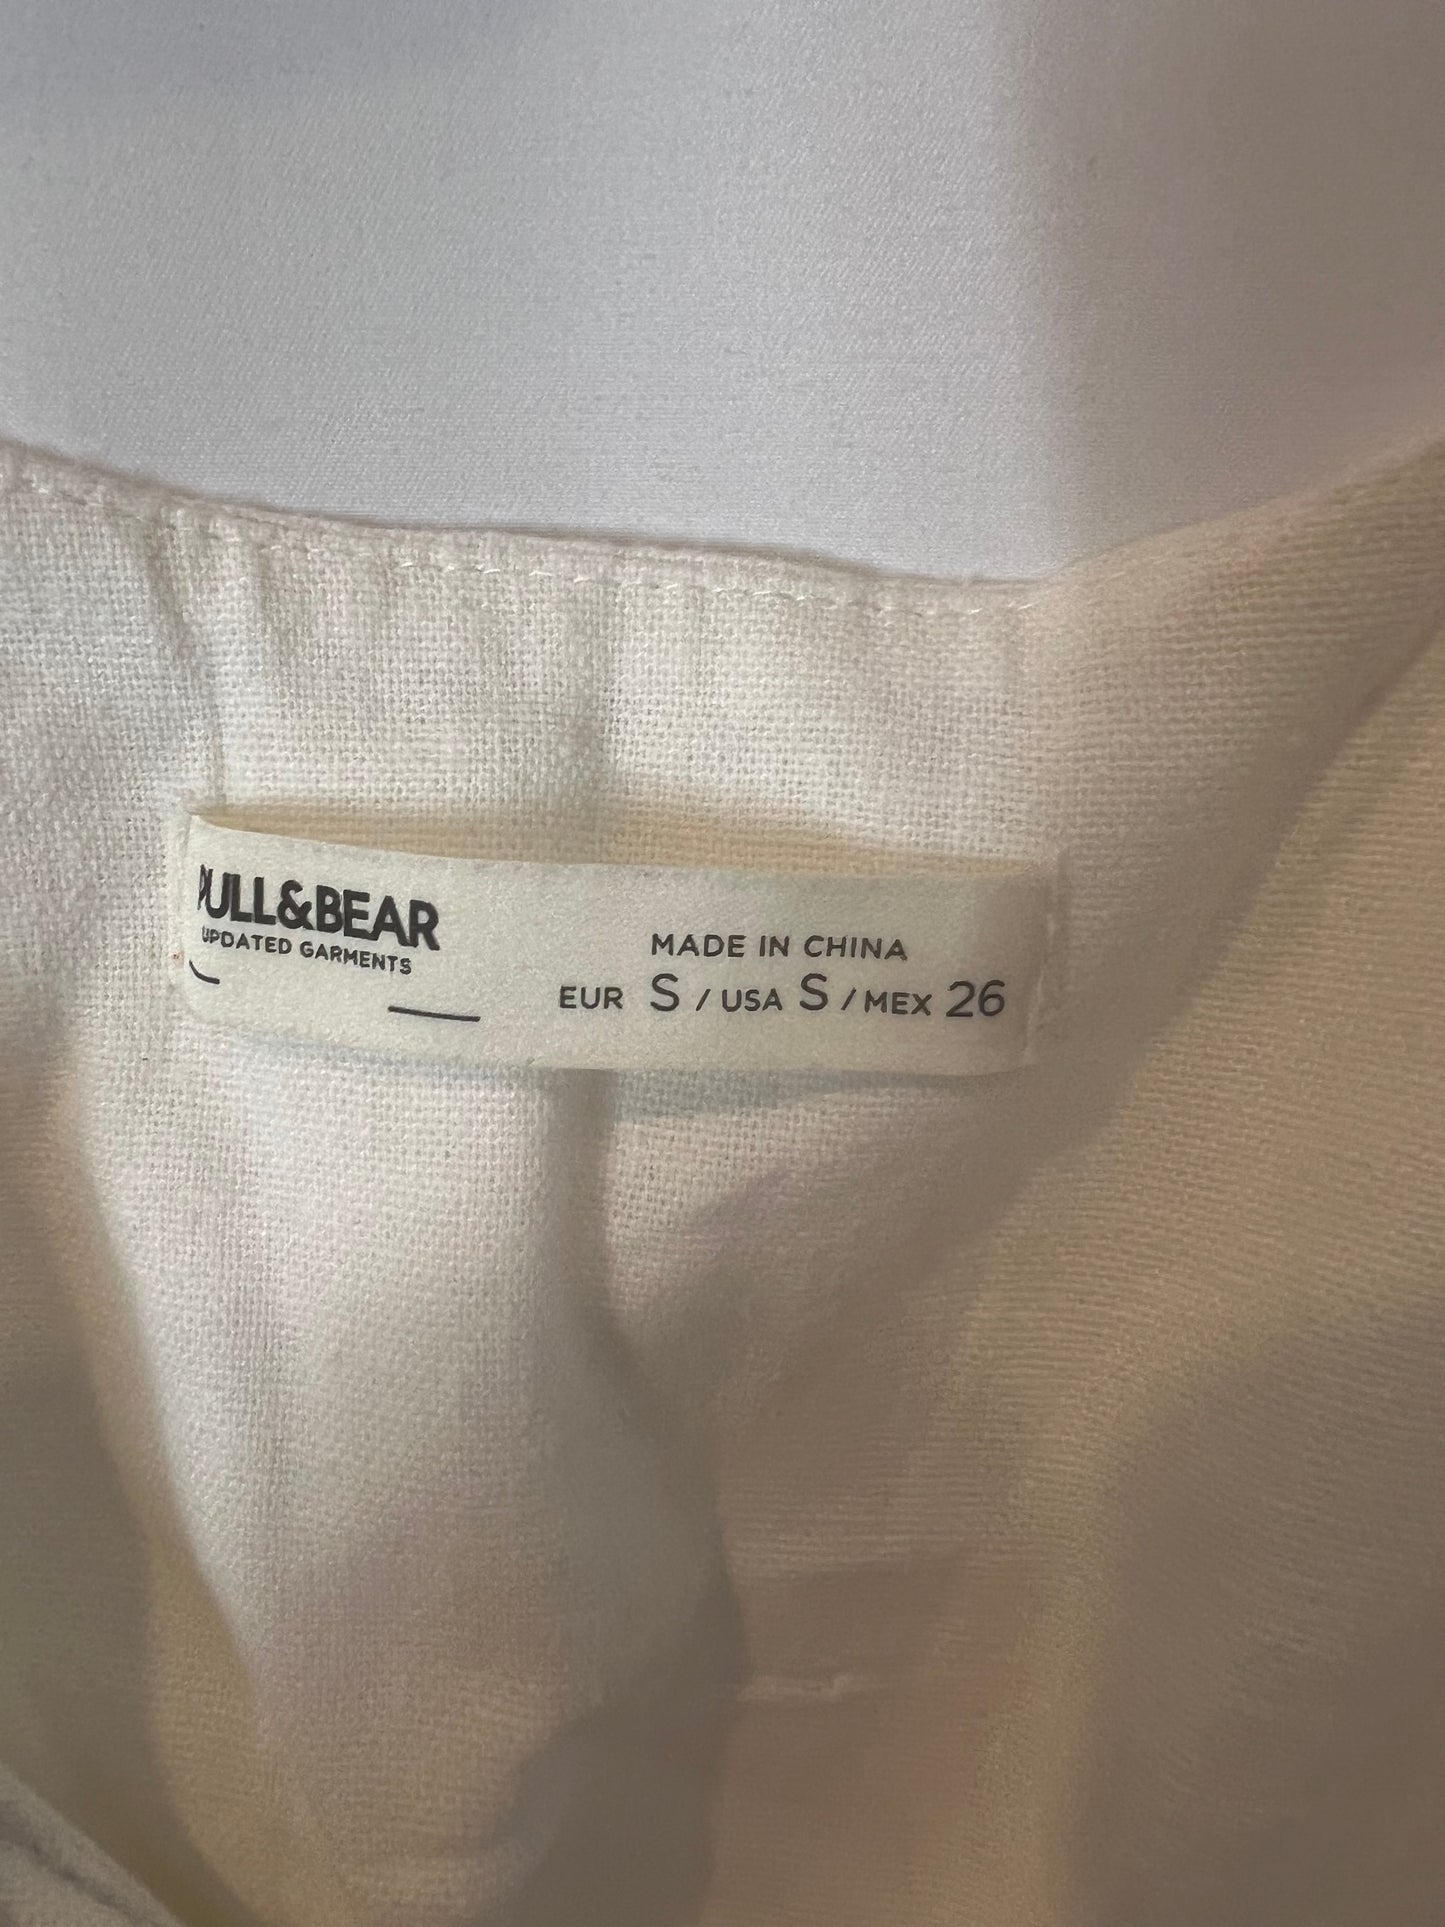 PULL&BEAR
UPDATED GARMENTS
MADE IN CHINA
EUR S / USA S / MEX 26